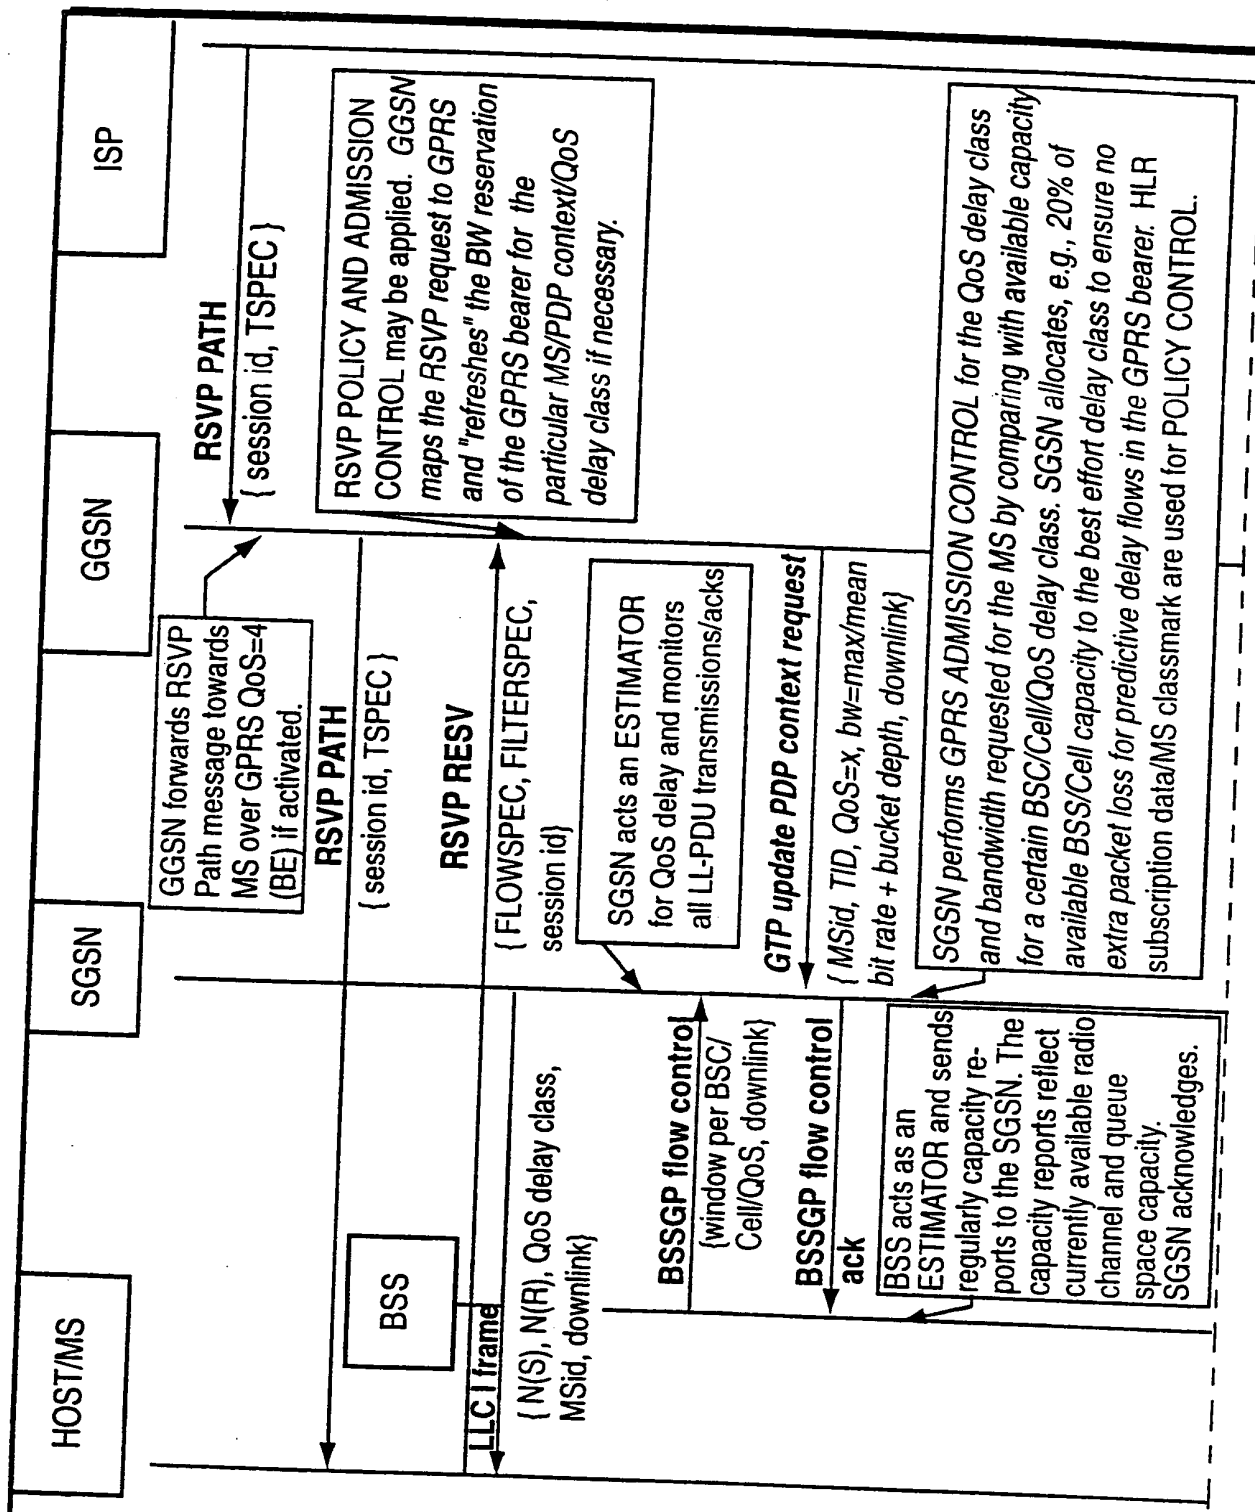 HOST/MS
BSS
SGSN
GGSN
ISP
RSVP PATH
{ session id, TSPEC }
GGSN forwards RSVP
Path message towards
MS over GPRS QoS=4
(BE) if activated.
RSVP PATH
{ session id, TSPEC }
RSVP POLICY AND ADMISSION
CONTROL may be applied. GGSN
maps the RSVP request to GPRS
and "refreshes" the BW reservation
of the GPRS bearer for the
particular MS/PDP context/QoS
delay class if necessary.
RSVP RESV
{ FLOWSPEC, FILTERSPEC,
session id}
LLC I frame
{ N(S), N(R), QoS delay class,
MSid, downlink}
SGSN acts an ESTIMATOR
for QoS delay and monitors
all LL-PDU transmissions/acks
BSSGP flow control
{window per BSC/
Cell/QoS, downlink}
GTP update PDP context request
{ MSid, TID, QoS=x, bw=max/mean
bit rate + bucket depth, downlink}
BSSGP flow control
ack
BSS acts as an
ESTIMATOR and sends
regularly capacity re-
ports to the SGSN. The
capacity reports reflect
currently available radio
channel and queue
space capacity.
SGSN acknowledges.
SGSN performs GPRS ADMISSION CONTROL for the QoS delay class
and bandwidth requested for the MS by comparing with available capacity
for a certain BSC/Cell/QoS delay class. SGSN allocates, e.g., 20% of
available BSS/Cell capacity to the best effort delay class to ensure no
extra packet loss for predictive delay flows in the GPRS bearer. HLR
subscription data/MS classmark are used for POLICY CONTROL.